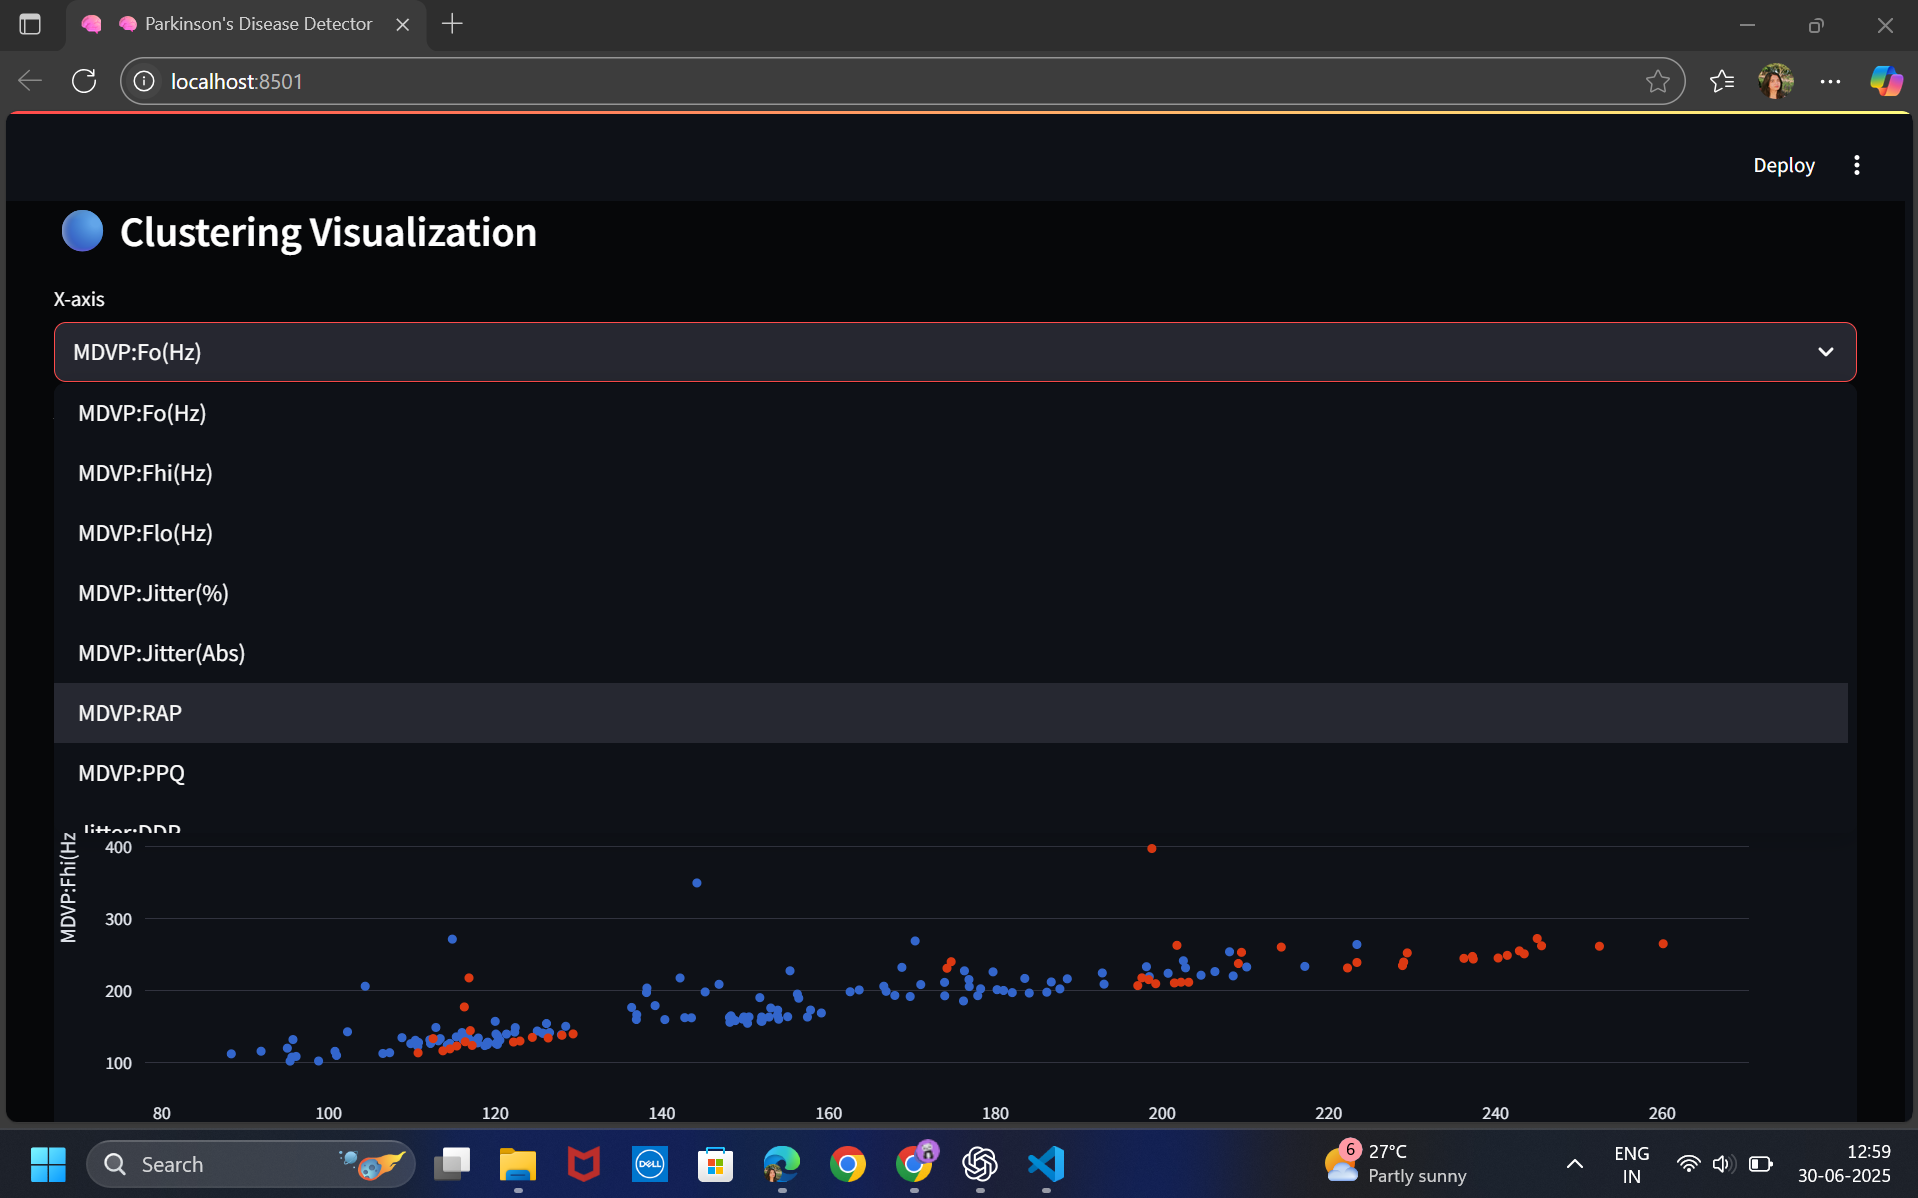 Parkinson's Disease Detector
localhost:8501
Deploy
Clustering Visualization
X-axis
MDVP:Fo(Hz)
MDVP:Fo(Hz)
MDVP:Fhi(Hz)
MDVP:Flo(Hz)
MDVP:Jitter(%)
MDVP:Jitter(Abs)
MDVP:RAP
MDVP:PPQ
Jitter:DDP
MDVP:Fhi(Hz
400
300
200
100
80 100 120 140 160 180 200 220 240 260
Search
DELL
6
27°C
Partly sunny
ENG
IN
12:59
30-06-2025